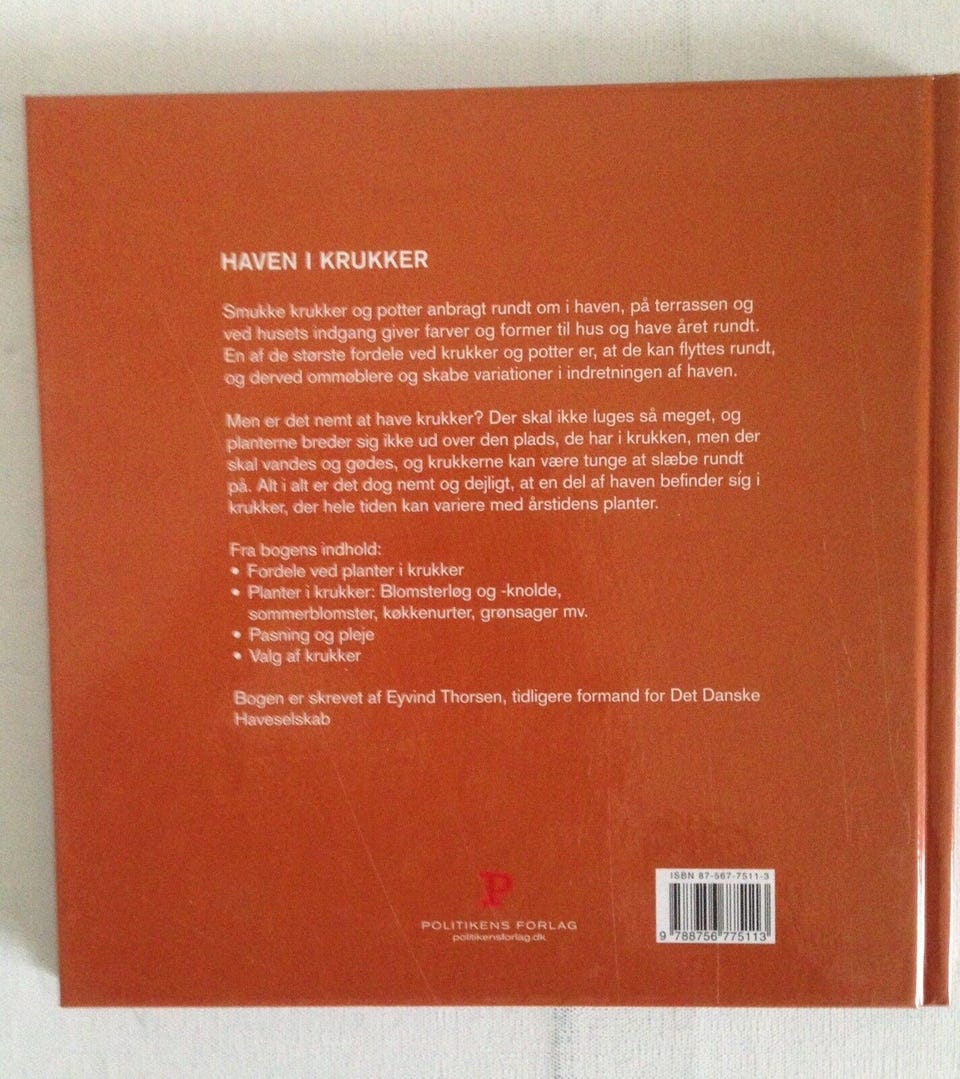 HAVEN I KRUKKER
Smukke krukker og potter anbragt rundt om i haven, på terrassen og
ved husets indgang giver farver og former til hus og have året rundt.
En af de største fordele ved krukker og potter er, at de kan flyttes rundt,
og derved ommøblere og skabe variationer i indretningen af haven.
Men er det nemt at have krukker? Der skal ikke luges så meget, og
planterne breder sig ikke ud over den plads, de har i krukken, men der
skal vandes og gødes, og krukkerne kan være tunge at slæbe rundt
på. Alt i alt er det dog nemt og dejligt, at en del af haven befinder sig i
krukker, der hele tiden kan variere med årstidens planter.
Fra bogens indhold:
• Fordele ved planter i krukker
• Planter i krukker: Blomsterløg og -knolde,
sommerblomster, køkkenurter, grønsager mv.
• Pasning og pleje
• Valg af krukker
Bogen er skrevet af Eyvind Thorsen, tidligere formand for Det Danske
Haveselskab
P
POLITIKENS FORLAG
politikensforlag.dk
ISBN 87-567-7511-3
9 788756 775113